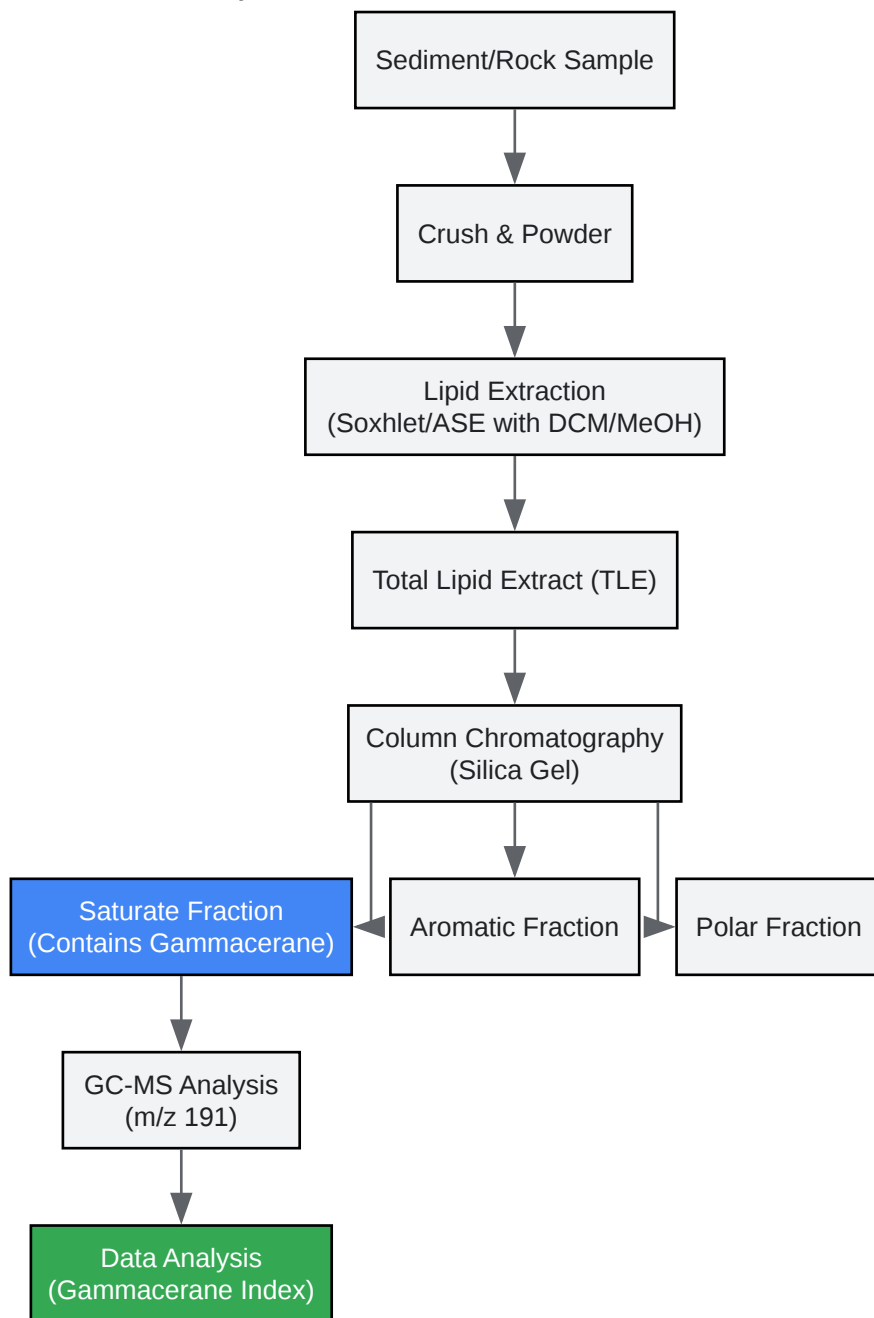 Sediment/Rock Sample
Crush & Powder
Lipid Extraction
(Soxhlet/ASE with DCM/MeOH)
Total Lipid Extract (TLE)
Column Chromatography
(Silica Gel)
Saturate Fraction
(Contains Gammacerane)
Aromatic Fraction
Polar Fraction
GC-MS Analysis
(m/z 191)
Data Analysis
(Gammacerane Index)